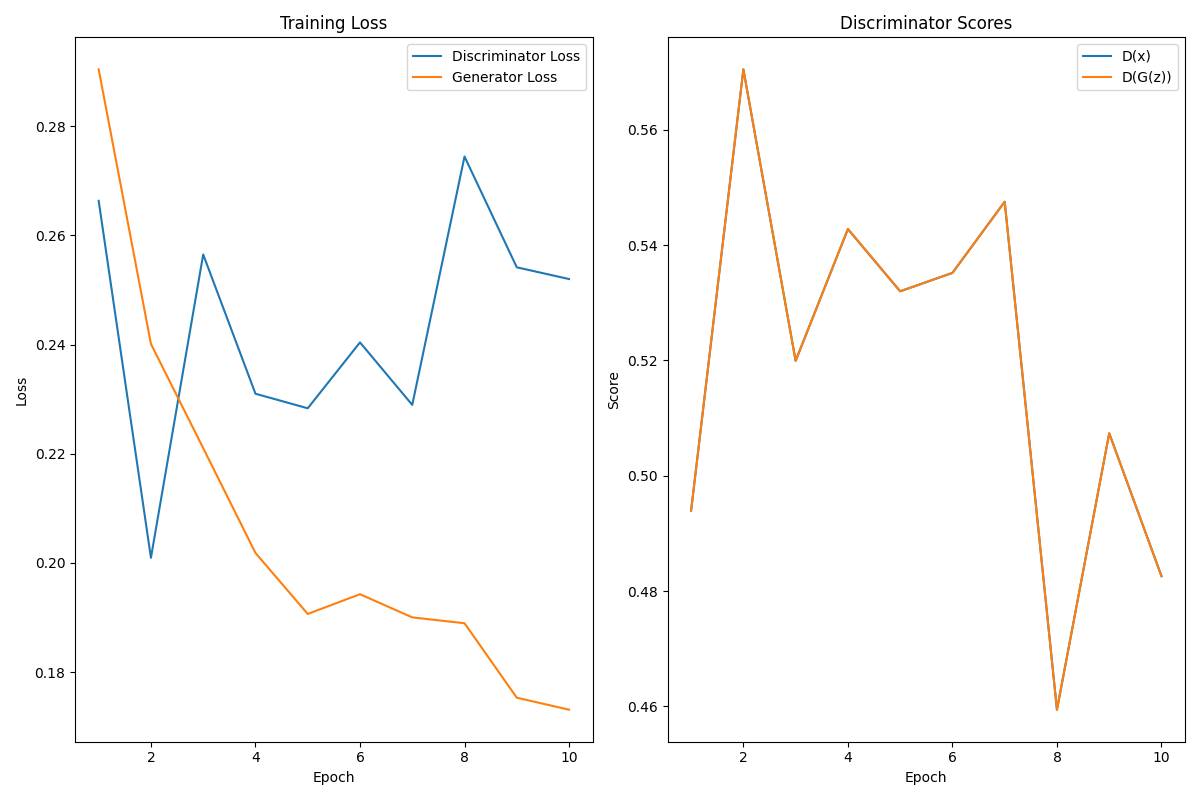 Training Loss
Discriminator Loss
Generator Loss
0.28
0.26
0.24
0.22
0.20
0.18
Loss
2 4 6 8 10
Epoch
Discriminator Scores
D(x)
D(G(z))
0.56
0.54
0.52
0.50
0.48
0.46
Score
2 4 6 8 10
Epoch